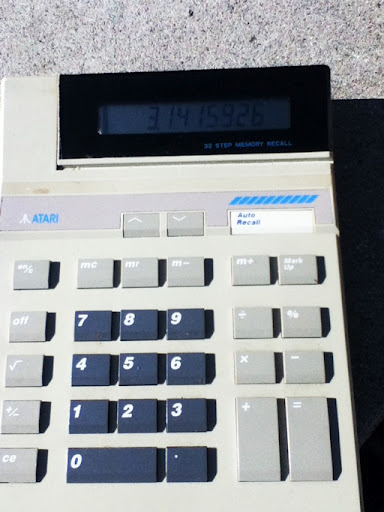 3.1415926
32 STEP MEMORY RECALL
ATARI
Auto
Recall
on/c
mc mr m- m+ Mark
Up
off 7 8 9 ÷ %
√ 4 5 6 × -
+/- 1 2 3 + =
ce 0 .